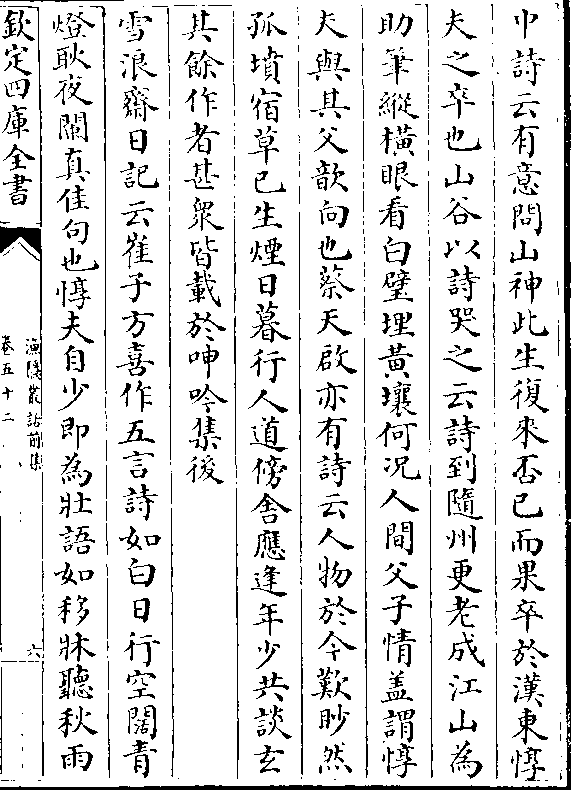 中詩云有意問山神此生復來否已而果卒於漢東惇
夫之卒也山谷以詩哭之云詩到隨州更老成江山為
助筆縱橫眼看白璧埋黃壤何況人間父子情蓋謂惇
夫與其父歆向也蔡天啟亦有詩云人物於今歎眇然
孤墳宿草已生煙日暮行人道傍舍應逢年少共談玄
其餘作者甚衆皆載於呻吟集後
雪浪齋日記云崔子方喜作五言詩如白日行空闊青
燈耿夜闌真佳句也惇夫自少即為壯語如移牀聽秋雨
欽定四庫全書
漁隱叢話前集
卷五十二
六